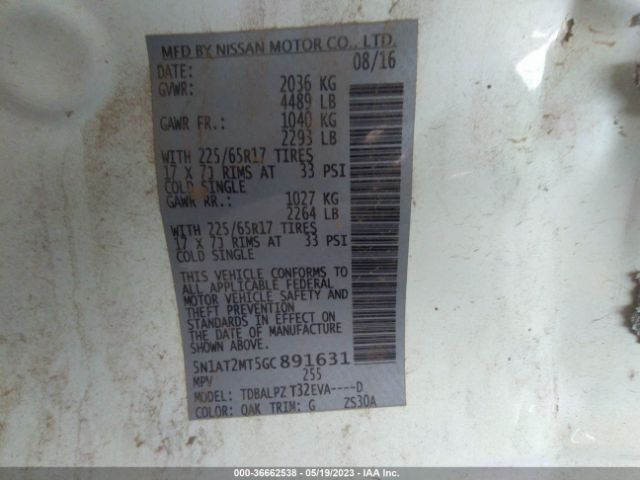 MFD BY NISSAN MOTOR CO., LTD.
DATE: 08/16
GVWR: 2036 KG
4489 LB
GAWR FR.: 1040 KG
2293 LB
WITH 225/65R17 TIRES
17 X 7J RIMS AT 33 PSI
COLD SINGLE
GAWR RR.: 1027 KG
2264 LB
WITH 225/65R17 TIRES
17 X 7J RIMS AT 33 PSI
COLD SINGLE
THIS VEHICLE CONFORMS TO
ALL APPLICABLE FEDERAL
MOTOR VEHICLE SAFETY AND
THEFT PREVENTION
STANDARDS IN EFFECT ON
THE DATE OF MANUFACTURE
SHOWN ABOVE.
5N1AT2MT5GC891631
MPV 255
MODEL: TDBALPZ T32EVA----D
COLOR: QAK TRIM: G ZS30A
000-36662538 - 05/19/2023 - IAA Inc.